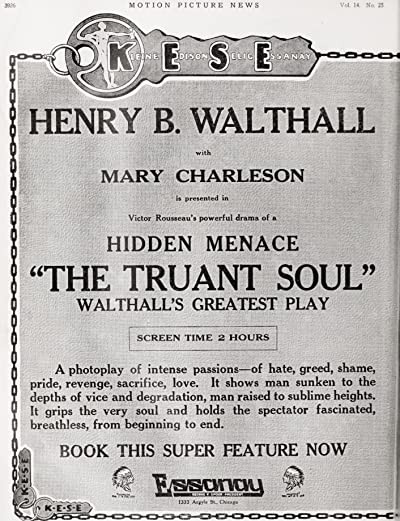 3926 MOTION PICTURE NEWS Vol. 14. No. 25
KLEINE EDISON SELIG ESSANAY
HENRY B. WALTHALL
with
MARY CHARLESON
is presented in
Victor Rousseau's powerful drama of a
HIDDEN MENACE
"THE TRUANT SOUL"
WALTHALL'S GREATEST PLAY
SCREEN TIME 2 HOURS
A photoplay of intense passions—of hate, greed, shame,
pride, revenge, sacrifice, love. It shows man sunken to the
depths of vice and degradation, man raised to sublime heights.
It grips the very soul and holds the spectator fascinated,
breathless, from beginning to end.
BOOK THIS SUPER FEATURE NOW
Essanay
1333 Argyle St., Chicago
K-E-S-E
K-E-S-E